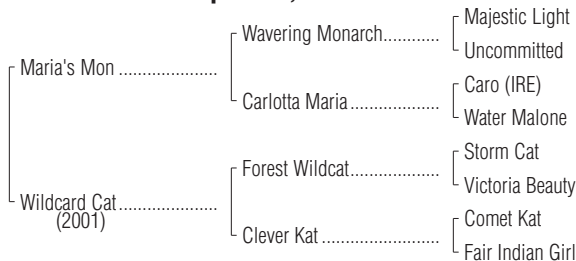 Majestic Light
Wavering Monarch............
Uncommitted
Maria's Mon .....................
Caro (IRE)
Carlotta Maria ...................
Water Malone
Storm Cat
Forest Wildcat...................
Victoria Beauty
Wildcard Cat.....................
(2001)
Comet Kat
Clever Kat .........................
Fair Indian Girl